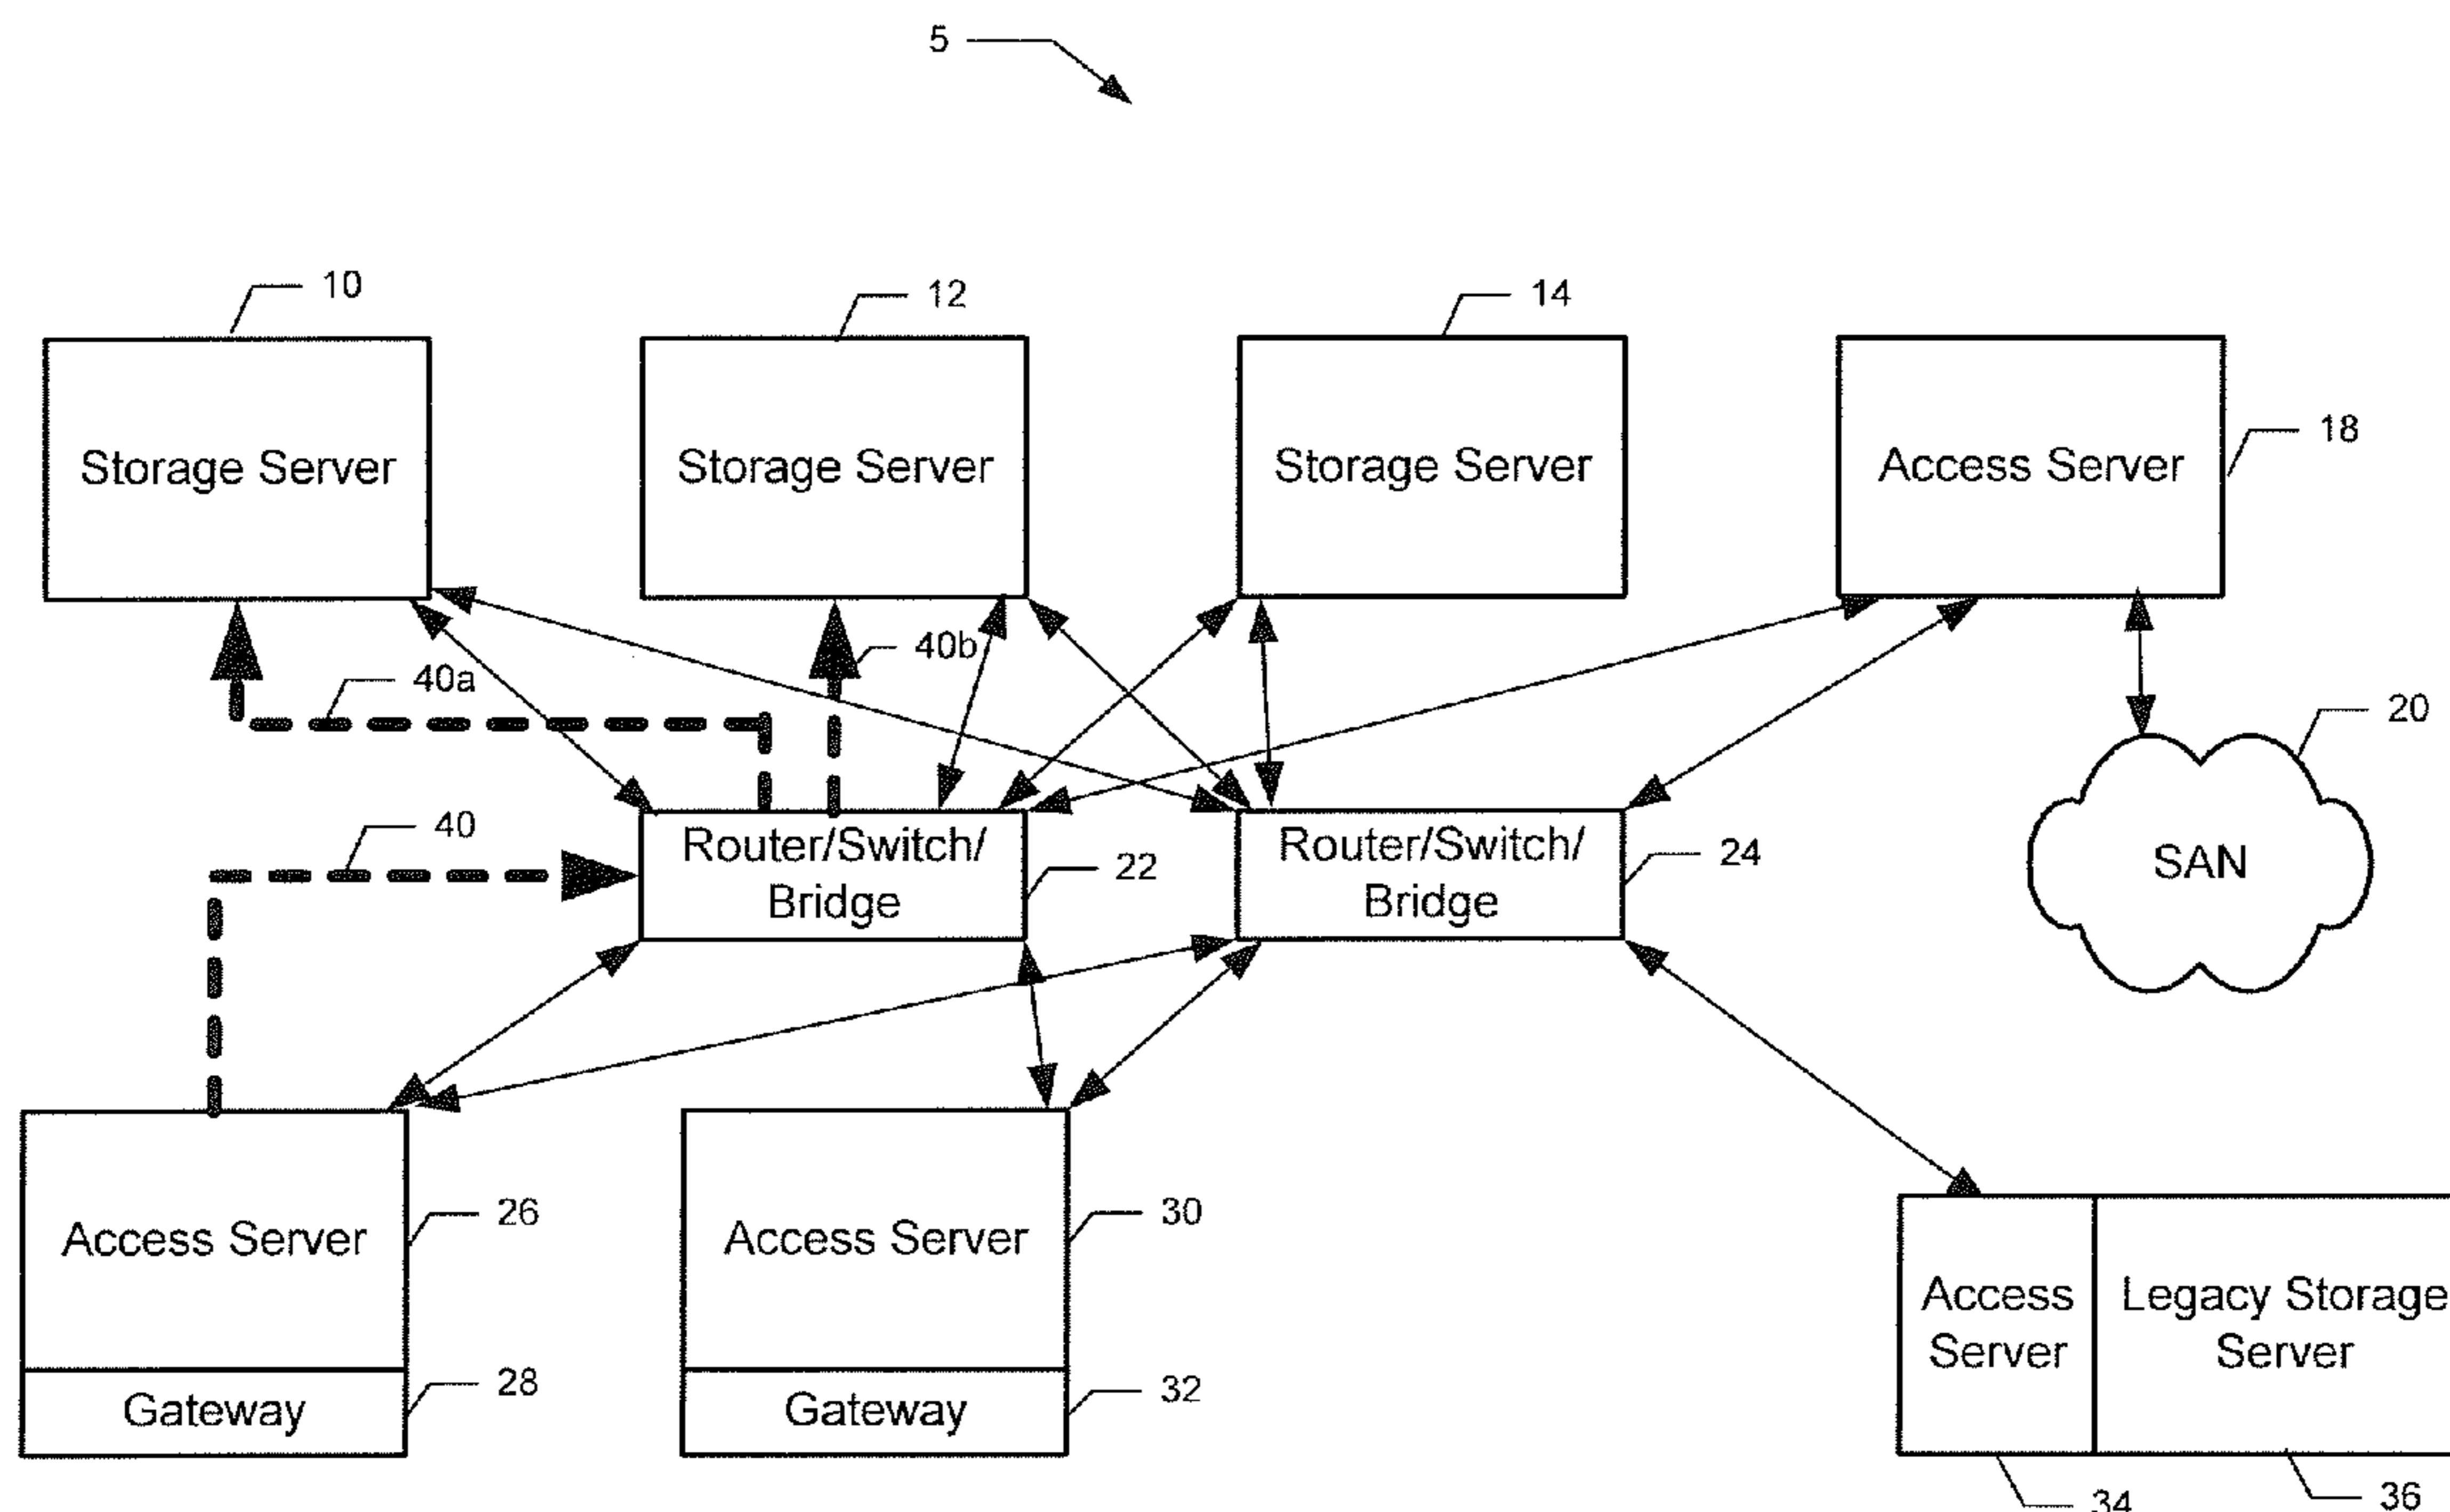 5
10
12
14
Storage Server
Storage Server
Storage Server
Access Server
18
40b
40a
20
40
Router/Switch/
Bridge
22
Router/Switch/
Bridge
24
SAN
Access Server
26
Access Server
30
Access
Server
Legacy Storage
Server
Gateway
28
Gateway
32
34
36